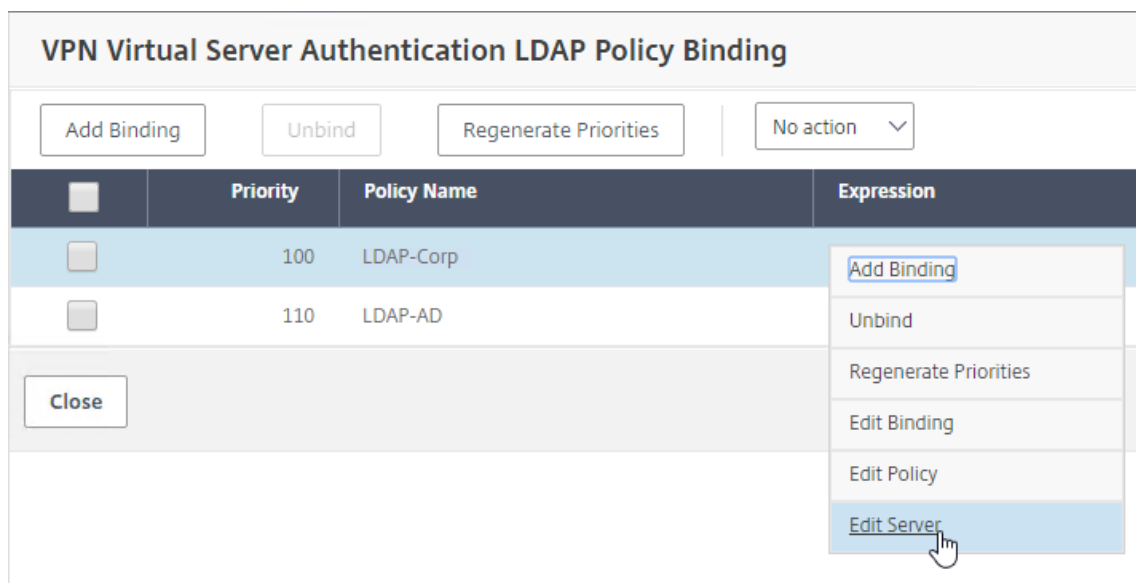 VPN Virtual Server Authentication LDAP Policy Binding
Add Binding Unbind Regenerate Priorities No action
Priority Policy Name Expression
100 LDAP-Corp
110 LDAP-AD
Add Binding
Unbind
Regenerate Priorities
Edit Binding
Edit Policy
Edit Server
Close